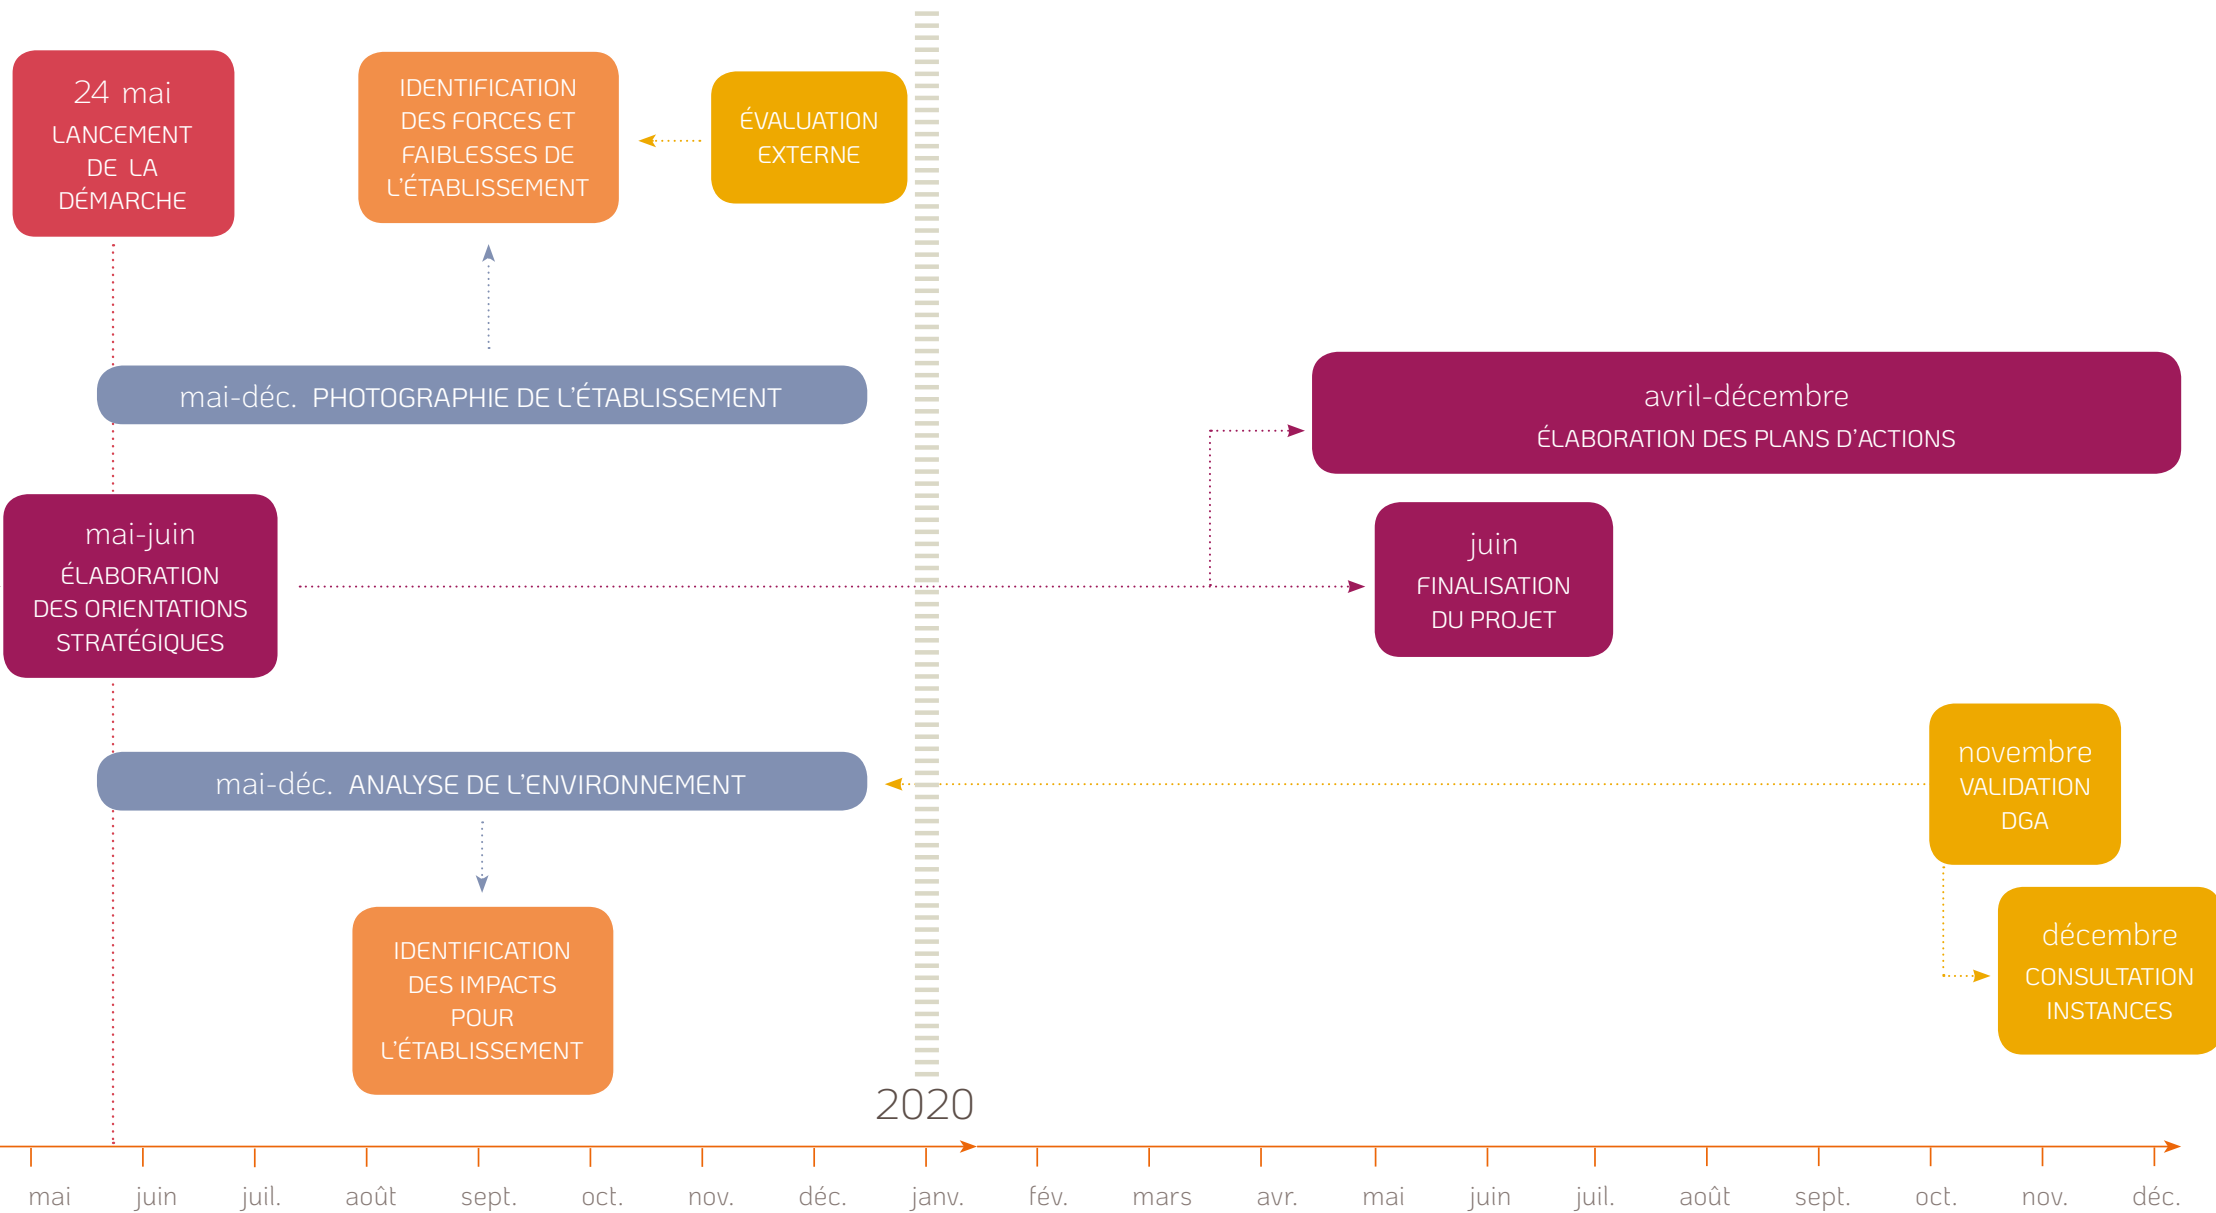 24 mai
LANCEMENT
DE LA
DÉMARCHE
IDENTIFICATION
DES FORCES ET
FAIBLESSES DE
L'ÉTABLISSEMENT
ÉVALUATION
EXTERNE
mai-déc. PHOTOGRAPHIE DE L'ÉTABLISSEMENT
avril-décembre
ÉLABORATION DES PLANS D'ACTIONS
mai-juin
ÉLABORATION
DES ORIENTATIONS
STRATÉGIQUES
juin
FINALISATION
DU PROJET
mai-déc. ANALYSE DE L'ENVIRONNEMENT
novembre
VALIDATION
DGA
IDENTIFICATION
DES IMPACTS
POUR
L'ÉTABLISSEMENT
décembre
CONSULTATION
INSTANCES
2020
mai juin juil. août sept. oct. nov. déc. janv. fév. mars avr. mai juin juil. août sept. oct. nov. déc.